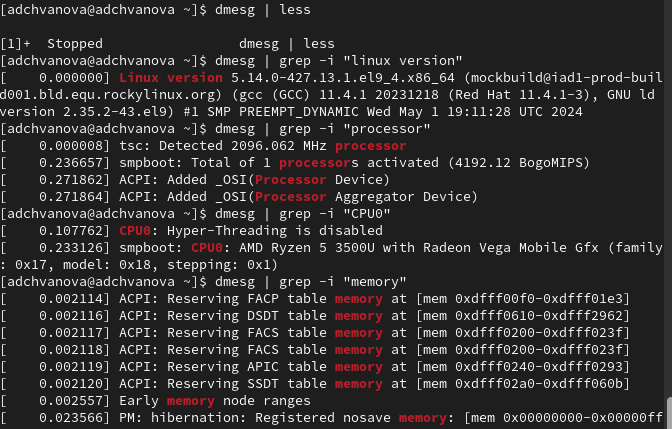 [adchvanova@adchvanova ~]$ dmesg | less

[1]+  Stopped                 dmesg | less
[adchvanova@adchvanova ~]$ dmesg | grep -i "linux version"
[    0.000000] Linux version 5.14.0-427.13.1.el9_4.x86_64 (mockbuild@iad1-prod-buil
d001.bld.equ.rockylinux.org) (gcc (GCC) 11.4.1 20231218 (Red Hat 11.4.1-3), GNU ld
version 2.35.2-43.el9) #1 SMP PREEMPT_DYNAMIC Wed May 1 19:11:28 UTC 2024
[adchvanova@adchvanova ~]$ dmesg | grep -i "processor"
[    0.000008] tsc: Detected 2096.062 MHz processor
[    0.236657] smpboot: Total of 1 processors activated (4192.12 BogoMIPS)
[    0.271862] ACPI: Added _OSI(Processor Device)
[    0.271864] ACPI: Added _OSI(Processor Aggregator Device)
[adchvanova@adchvanova ~]$ dmesg | grep -i "CPU0"
[    0.107762] CPU0: Hyper-Threading is disabled
[    0.233126] smpboot: CPU0: AMD Ryzen 5 3500U with Radeon Vega Mobile Gfx (family
: 0x17, model: 0x18, stepping: 0x1)
[adchvanova@adchvanova ~]$ dmesg | grep -i "memory"
[    0.002114] ACPI: Reserving FACP table memory at [mem 0xdfff00f0-0xdfff01e3]
[    0.002116] ACPI: Reserving DSDT table memory at [mem 0xdfff0610-0xdfff2962]
[    0.002117] ACPI: Reserving FACS table memory at [mem 0xdfff0200-0xdfff023f]
[    0.002118] ACPI: Reserving FACS table memory at [mem 0xdfff0200-0xdfff023f]
[    0.002119] ACPI: Reserving APIC table memory at [mem 0xdfff0240-0xdfff0293]
[    0.002120] ACPI: Reserving SSDT table memory at [mem 0xdfff02a0-0xdfff060b]
[    0.002557] Early memory node ranges
[    0.023566] PM: hibernation: Registered nosave memory: [mem 0x00000000-0x00000ff